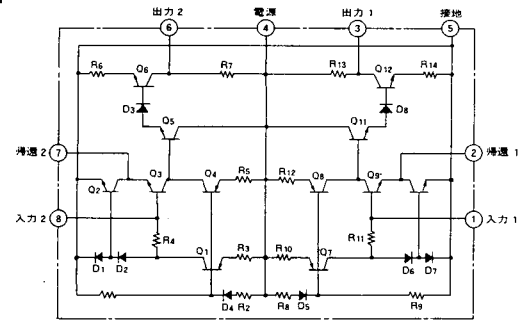 出力2 電源 出力1 接地
6 4 3 5
R6 Q6 R7 R13 Q12 R14
D3 D8
Q5 Q11
帰還2 7 2 帰還1
Q2 Q3 Q4 R5 R12 Q8 Q9
入力2 8 1 入力1
R4 R11
Q1 R3 R10 Q7
D1 D2 D6 D7
D4 R2 R8 D5 R9